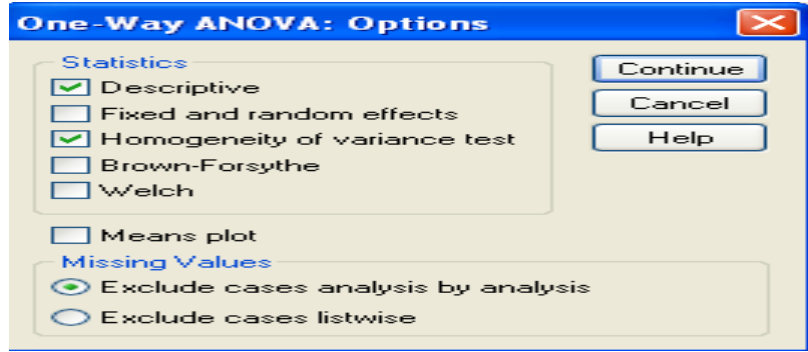 One-Way ANOVA: Options
Statistics
Descriptive
Fixed and random effects
Homogeneity of variance test
Brown-Forsythe
Welch
Means plot
Missing Values
Exclude cases analysis by analysis
Exclude cases listwise
Continue
Cancel
Help